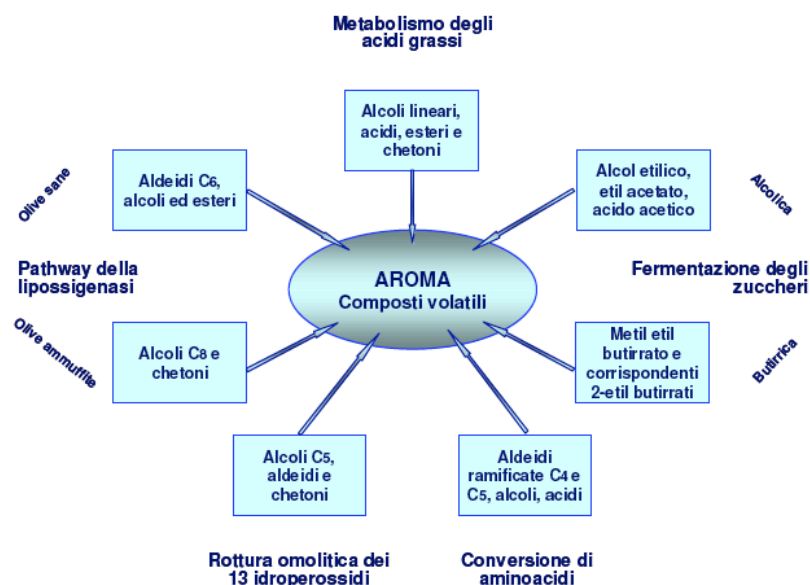 Metabolismo degli
acidi grassi
Alcoli lineari,
acidi, esteri e
chetoni
Olive sane
Aldeidi C6,
alcoli ed esteri
Alcol etilico,
etil acetato,
acido acetico
Alcolica
Pathway della
lipossigenasi
AROMA
Composti volatili
Fermentazione degli
zuccheri
Olive ammuffite
Alcoli C8 e
chetoni
Metil etil
butirrato e
corrispondenti
2-etil butirrati
Butirrica
Alcoli C5,
aldeidi e
chetoni
Aldeidi
ramificate C4 e
C5, alcoli, acidi
Rottura omolitica dei
13 idroperossidi
Conversione di
aminoacidi